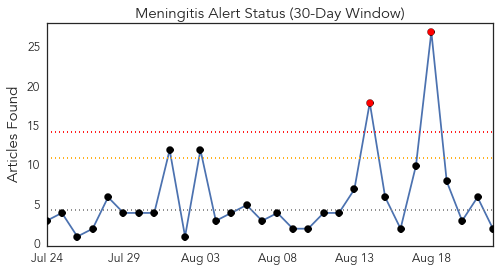 Meningitis Alert Status (30-Day Window)
Articles Found
25
20
15
10
5
0
Jul 24 Jul 29 Aug 03 Aug 08 Aug 13 Aug 18